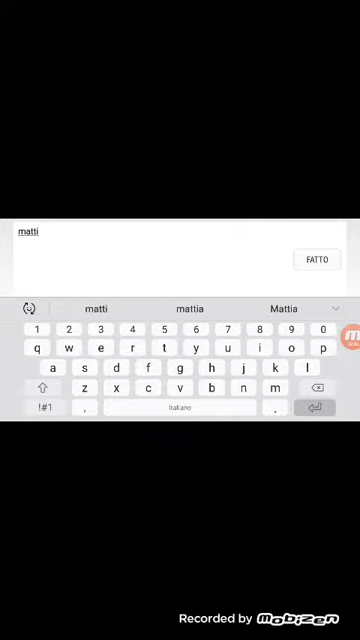 matti
FATTO
matti mattia Mattia
1 2 3 4 5 6 7 8 9 0
q w e r t y u i o p
a s d f g h j k l
z x c v b n m
!#1 , Italiano .
Recorded by mobizen